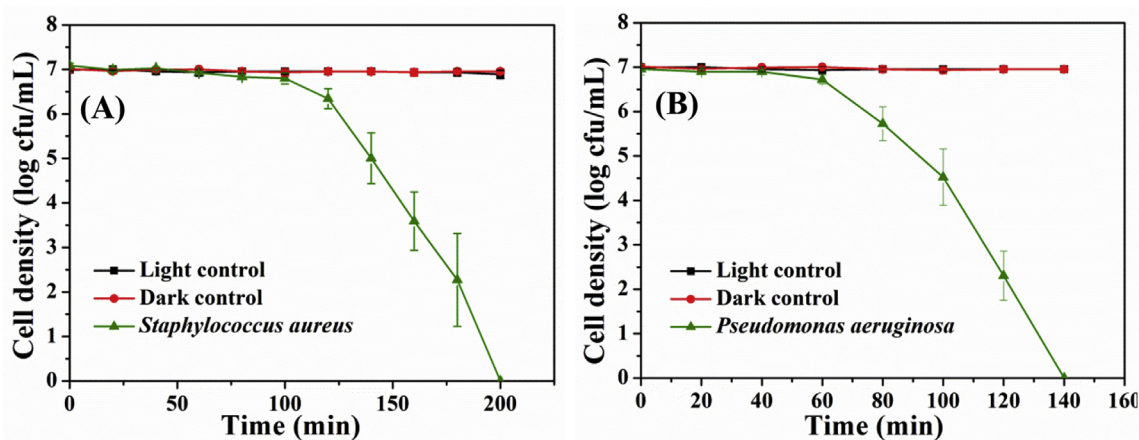 8
7
6
5
4
3
2
1
0
Cell density (log cfu/mL)
(A)
Light control
Dark control
Staphylococcus aureus
0 50 100 150 200
Time (min)
8
7
6
5
4
3
2
1
0
Cell density (log cfu/mL)
(B)
Light control
Dark control
Pseudomonas aeruginosa
0 20 40 60 80 100 120 140 160
Time (min)